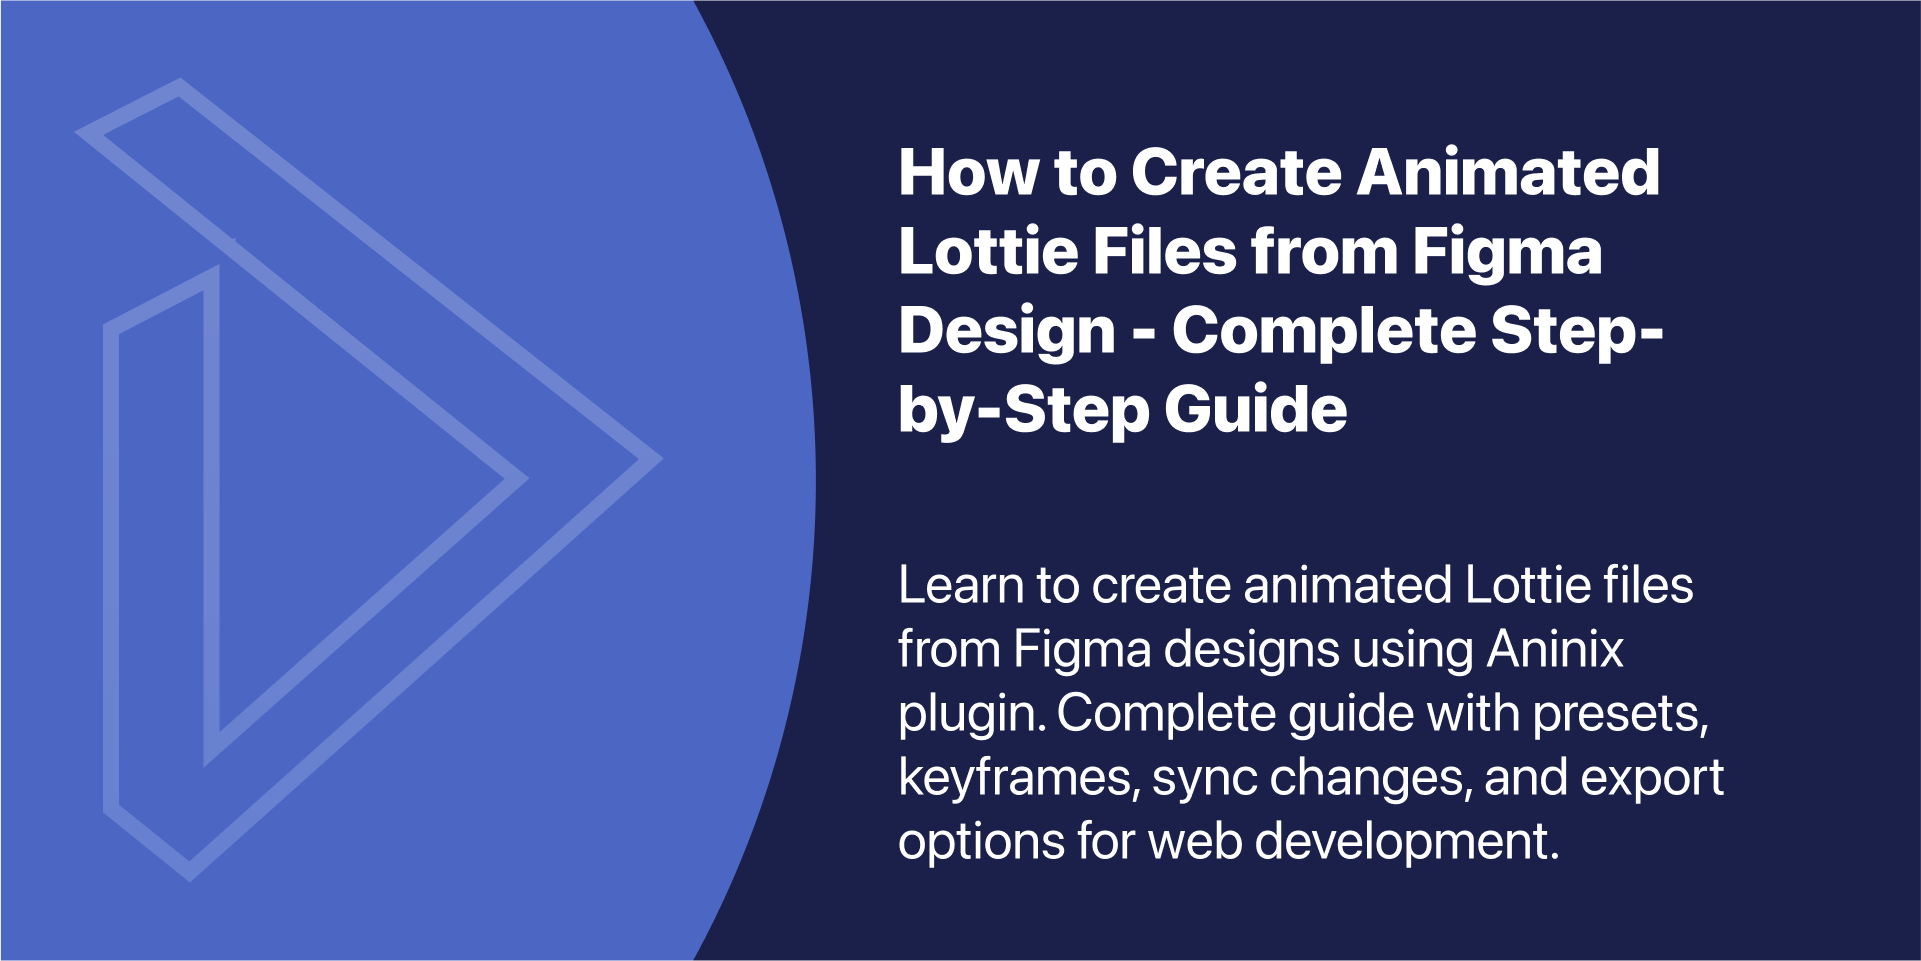 How to Create Animated
Lottie Files from Figma
Design - Complete Step-
by-Step Guide
Learn to create animated Lottie files
from Figma designs using Aninix
plugin. Complete guide with presets,
keyframes, sync changes, and export
options for web development.